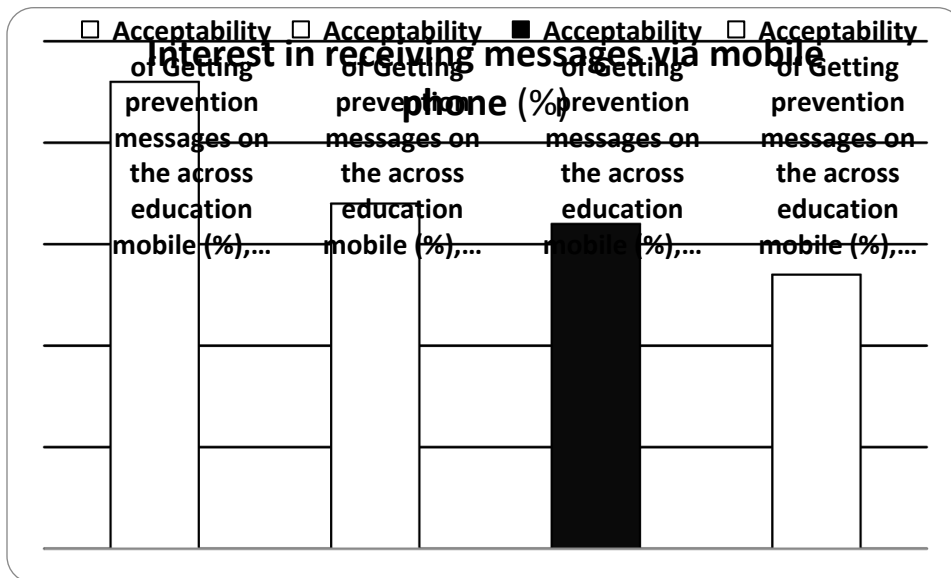 Interest in receiving messages via mobile
phone (%)
Acceptability
of Getting
prevention
messages on
the across
education
mobile (%),...
Acceptability
of Getting
prevention
messages on
the across
education
mobile (%),...
Acceptability
of Getting
prevention
messages on
the across
education
mobile (%),...
Acceptability
of Getting
prevention
messages on
the across
education
mobile (%),...